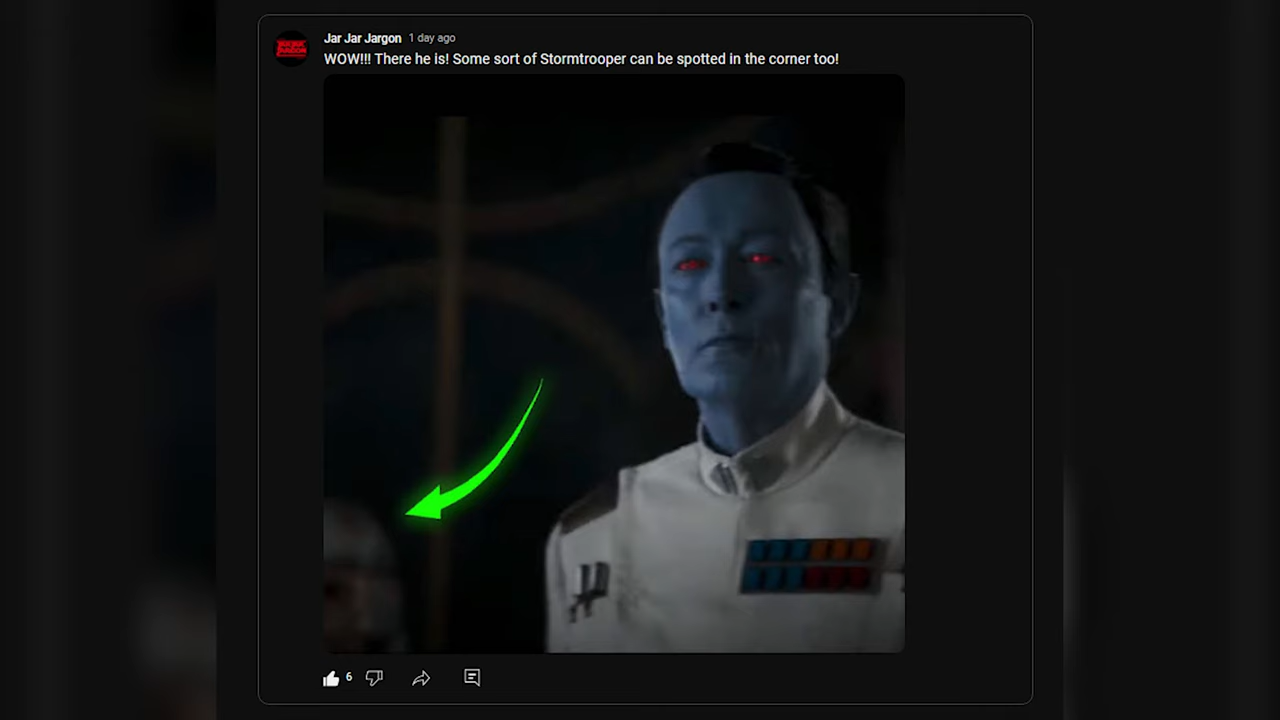 Jar Jar Jargon 1 day ago
WOW!!! There he is! Some sort of Stormtrooper can be spotted in the corner too!
6